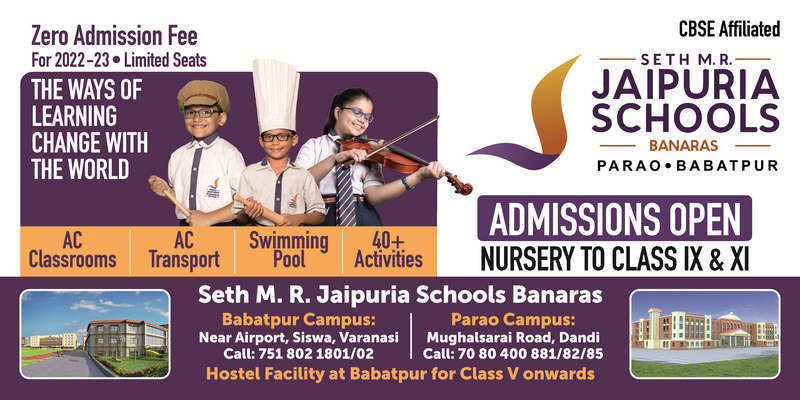 Zero Admission Fee
For 2022-23 • Limited Seats
THE WAYS OF
LEARNING
CHANGE WITH
THE WORLD
AC
Classrooms
AC
Transport
Swimming
Pool
40+
Activities
CBSE Affiliated
SETH M.R.
JAIPURIA
SCHOOLS
BANARAS
PARAO • BABATPUR
ADMISSIONS OPEN
NURSERY TO CLASS IX & XI
Seth M. R. Jaipuria Schools Banaras
Babatpur Campus:
Near Airport, Siswa, Varanasi
Call: 751 802 1801/02
Parao Campus:
Mughalsarai Road, Dandi
Call: 70 80 400 881/82/85
Hostel Facility at Babatpur for Class V onwards